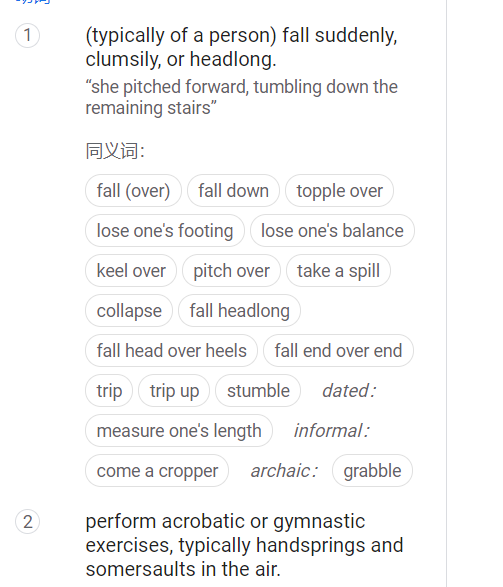 1
(typically of a person) fall suddenly,
clumsily, or headlong.
“she pitched forward, tumbling down the
remaining stairs”
同义词：
fall (over) fall down topple over
lose one's footing lose one's balance
keel over pitch over take a spill
collapse fall headlong
fall head over heels fall end over end
trip trip up stumble dated：
measure one's length informal：
come a cropper archaic： grabble
2
perform acrobatic or gymnastic
exercises, typically handsprings and
somersaults in the air.